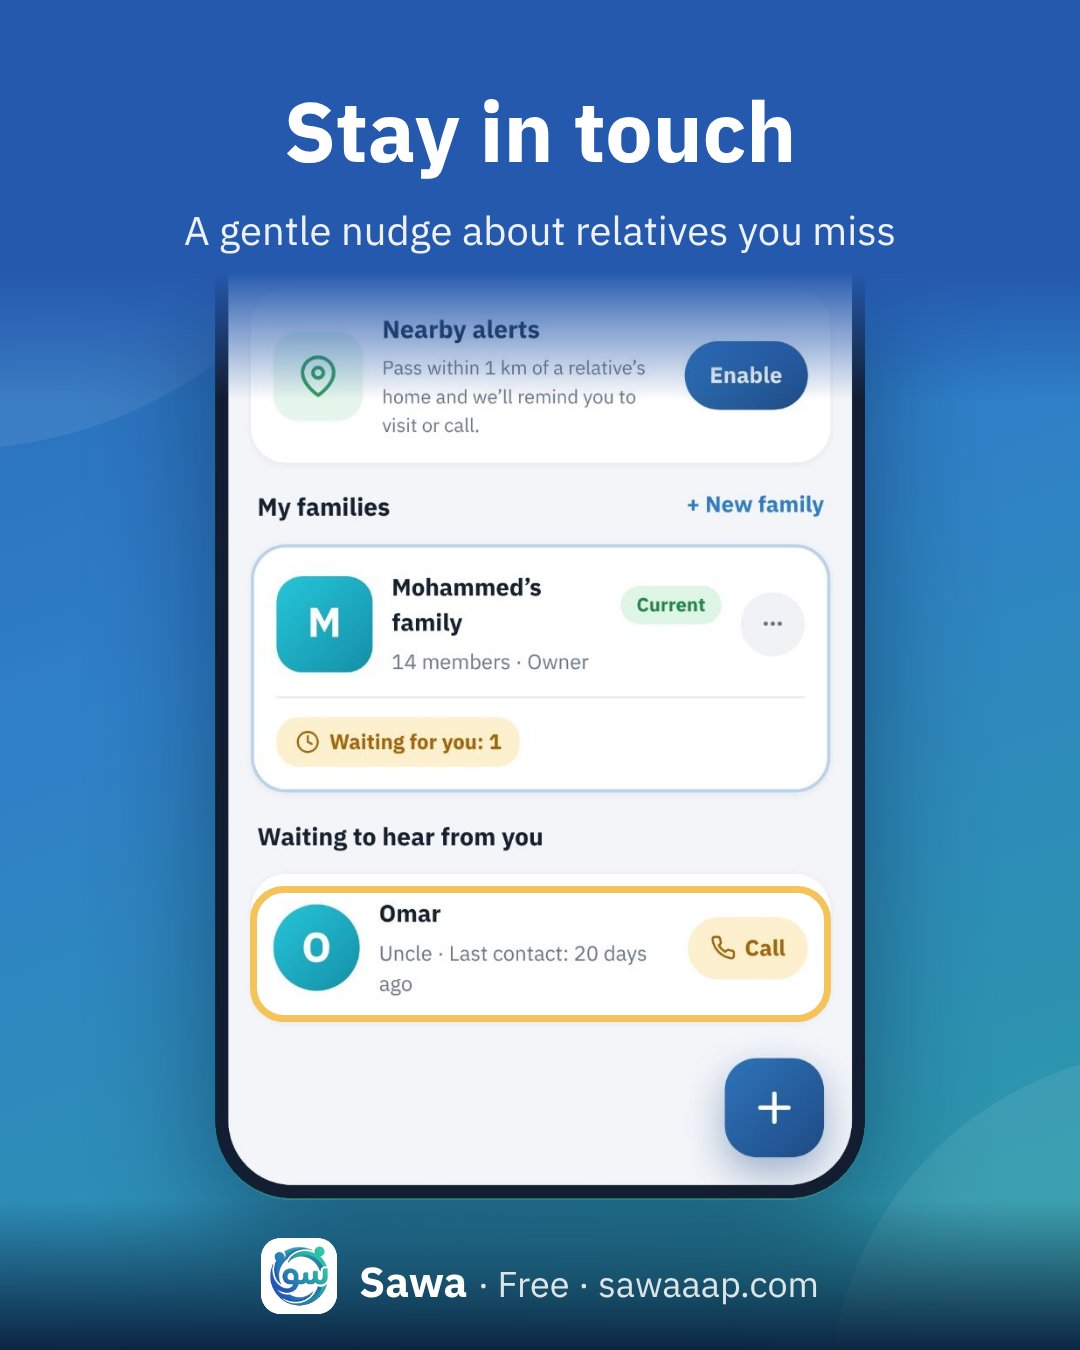 Stay in touch
A gentle nudge about relatives you miss
Nearby alerts
Pass within 1 km of a relative's
home and we'll remind you to
visit or call.
Enable
My families
+ New family
M
Mohammed's
family
Current
14 members · Owner
Waiting for you: 1
Waiting to hear from you
O
Omar
Uncle · Last contact: 20 days
ago
Call
سوا
Sawa · Free · sawaaap.com